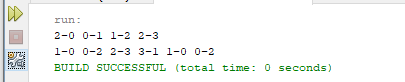 run:
2-0 0-1 1-2 2-3
1-0 0-2 2-3 3-1 1-0 0-2
BUILD SUCCESSFUL (total time: 0 seconds)